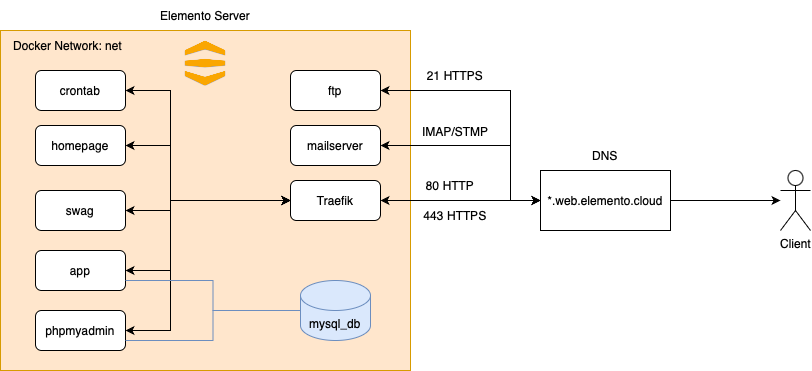 Elemento Server
Docker Network: net
crontab
ftp
21 HTTPS
homepage
mailserver
IMAP/STMP
DNS
swag
Traefik
80 HTTP
443 HTTPS
*.web.elemento.cloud
Client
app
phpmyadmin
mysql_db